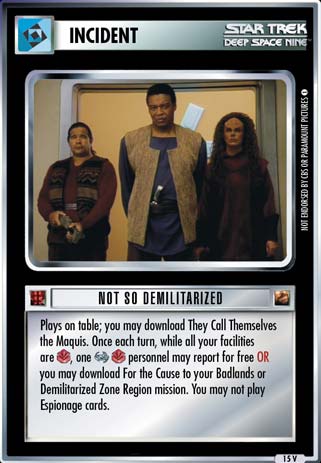 INCIDENT
STAR TREK
DEEP SPACE NINE
NOT ENDORSED BY CBS OR PARAMOUNT PICTURES
NOT SO DEMILITARIZED
Plays on table; you may download They Call Themselves
the Maquis. Once each turn, while all your facilities
are , one personnel may report for free OR
you may download For the Cause to your Badlands or
Demilitarized Zone Region mission. You may not play
Espionage cards.
15 V